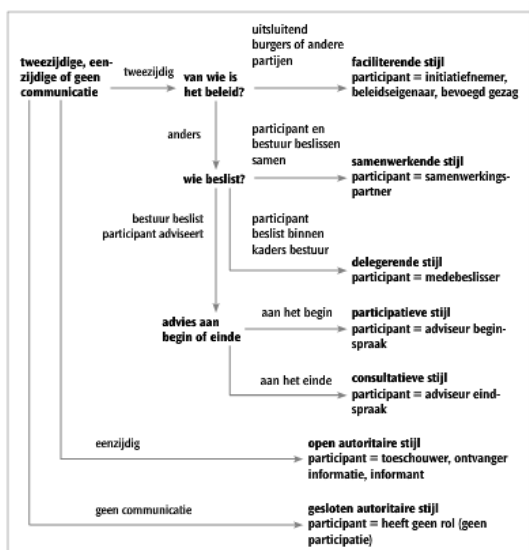 uitsluitend
burgers of andere
partijen
tweezijdige, een-
zijdige of geen
communicatie
tweezijdig
van wie is
het beleid?
faciliterende stijl
participant = initiatiefnemer,
beleidseigenaar, bevoegd gezag
anders
participant en
bestuur beslissen
samen
wie beslist?
samenwerkende stijl
participant = samenwerkings-
partner
bestuur beslist
participant adviseert
participant
beslist binnen
kaders bestuur
delegerende stijl
participant = medebeslisser
advies aan
begin of einde
aan het begin
participatieve stijl
participant = adviseur begin-
spraak
aan het einde
consultatieve stijl
participant = adviseur eind-
spraak
eenzijdig
open autoritaire stijl
participant = toeschouwer, ontvanger
informatie, informant
geen communicatie
gesloten autoritaire stijl
participant = heeft geen rol (geen
participatie)